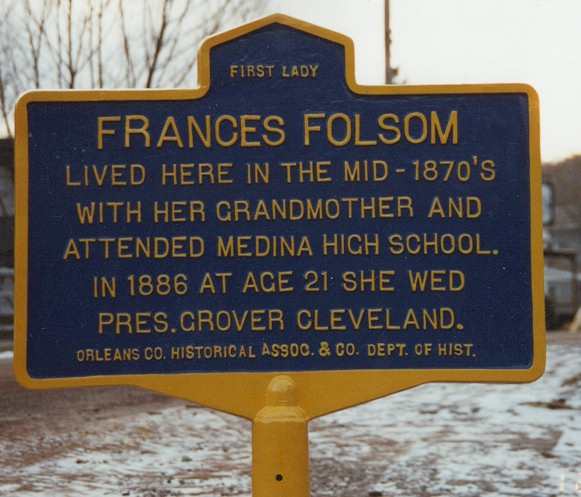 FIRST LADY
FRANCES FOLSOM
LIVED HERE IN THE MID-1870'S
WITH HER GRANDMOTHER AND
ATTENDED MEDINA HIGH SCHOOL.
IN 1886 AT AGE 21 SHE WED
PRES. GROVER CLEVELAND.
ORLEANS CO. HISTORICAL ASSOC. & CO. DEPT. OF HIST.